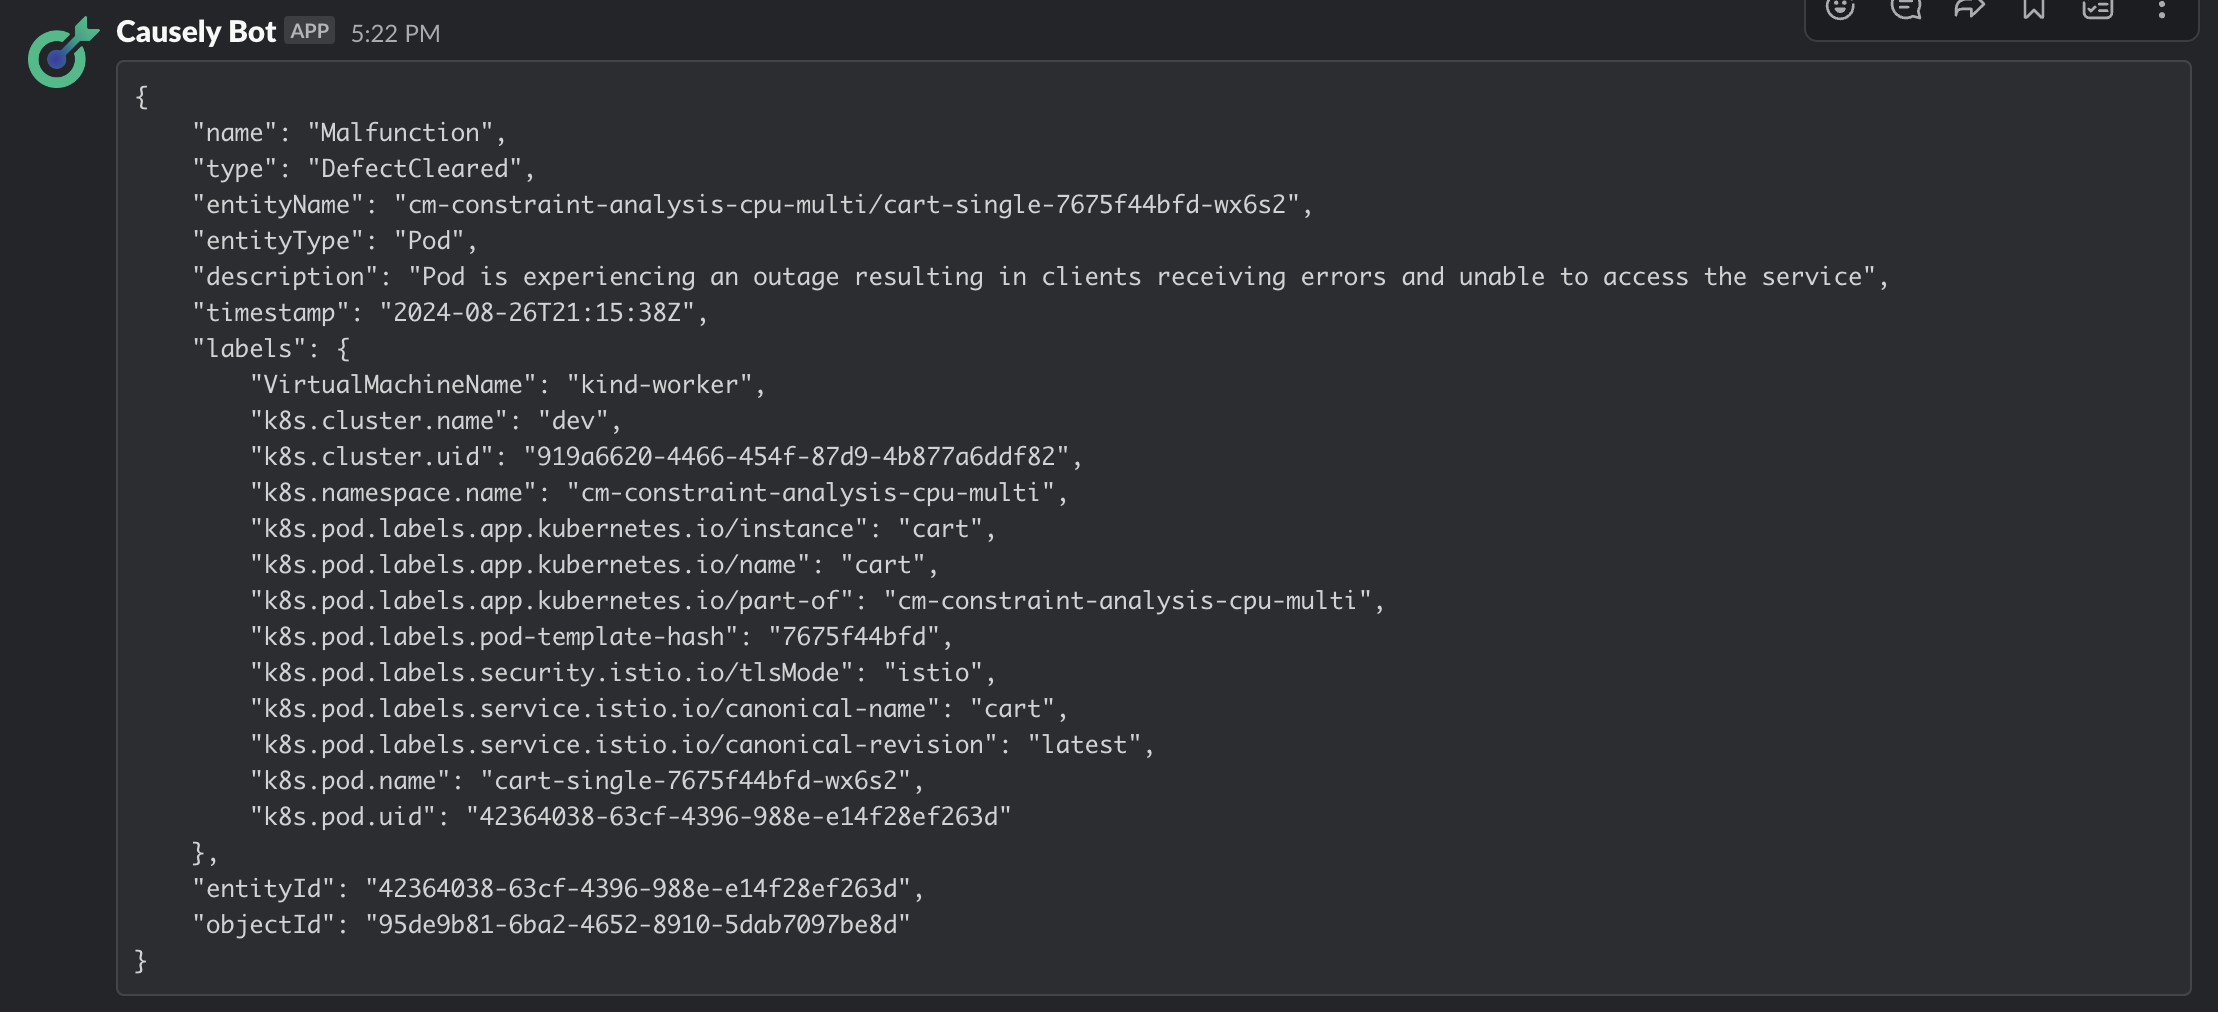 Causely Bot APP 5:22 PM
{
    "name": "Malfunction",
    "type": "DefectCleared",
    "entityName": "cm-constraint-analysis-cpu-multi/cart-single-7675f44bfd-wx6s2",
    "entityType": "Pod",
    "description": "Pod is experiencing an outage resulting in clients receiving errors and unable to access the service",
    "timestamp": "2024-08-26T21:15:38Z",
    "labels": {
        "VirtualMachineName": "kind-worker",
        "k8s.cluster.name": "dev",
        "k8s.cluster.uid": "919a6620-4466-454f-87d9-4b877a6ddf82",
        "k8s.namespace.name": "cm-constraint-analysis-cpu-multi",
        "k8s.pod.labels.app.kubernetes.io/instance": "cart",
        "k8s.pod.labels.app.kubernetes.io/name": "cart",
        "k8s.pod.labels.app.kubernetes.io/part-of": "cm-constraint-analysis-cpu-multi",
        "k8s.pod.labels.pod-template-hash": "7675f44bfd",
        "k8s.pod.labels.security.istio.io/tlsMode": "istio",
        "k8s.pod.labels.service.istio.io/canonical-name": "cart",
        "k8s.pod.labels.service.istio.io/canonical-revision": "latest",
        "k8s.pod.name": "cart-single-7675f44bfd-wx6s2",
        "k8s.pod.uid": "42364038-63cf-4396-988e-e14f28ef263d"
    },
    "entityId": "42364038-63cf-4396-988e-e14f28ef263d",
    "objectId": "95de9b81-6ba2-4652-8910-5dab7097be8d"
}